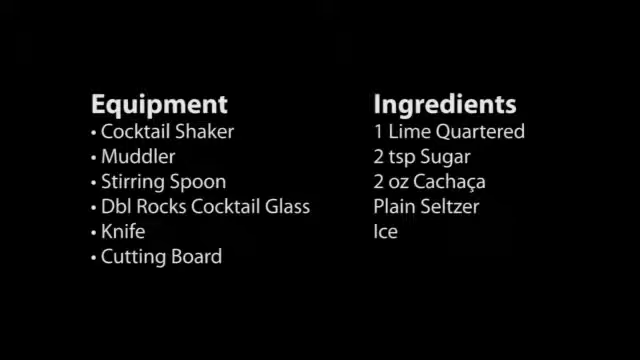 Equipment
• Cocktail Shaker
• Muddler
• Stirring Spoon
• Dbl Rocks Cocktail Glass
• Knife
• Cutting Board
Ingredients
1 Lime Quartered
2 tsp Sugar
2 oz Cachaça
Plain Seltzer
Ice